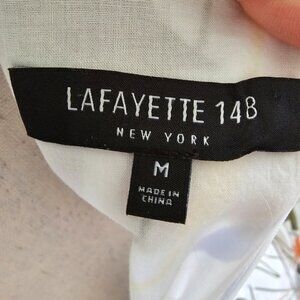 LAFAYETTE 148
NEW YORK
M
MADE IN
CHINA